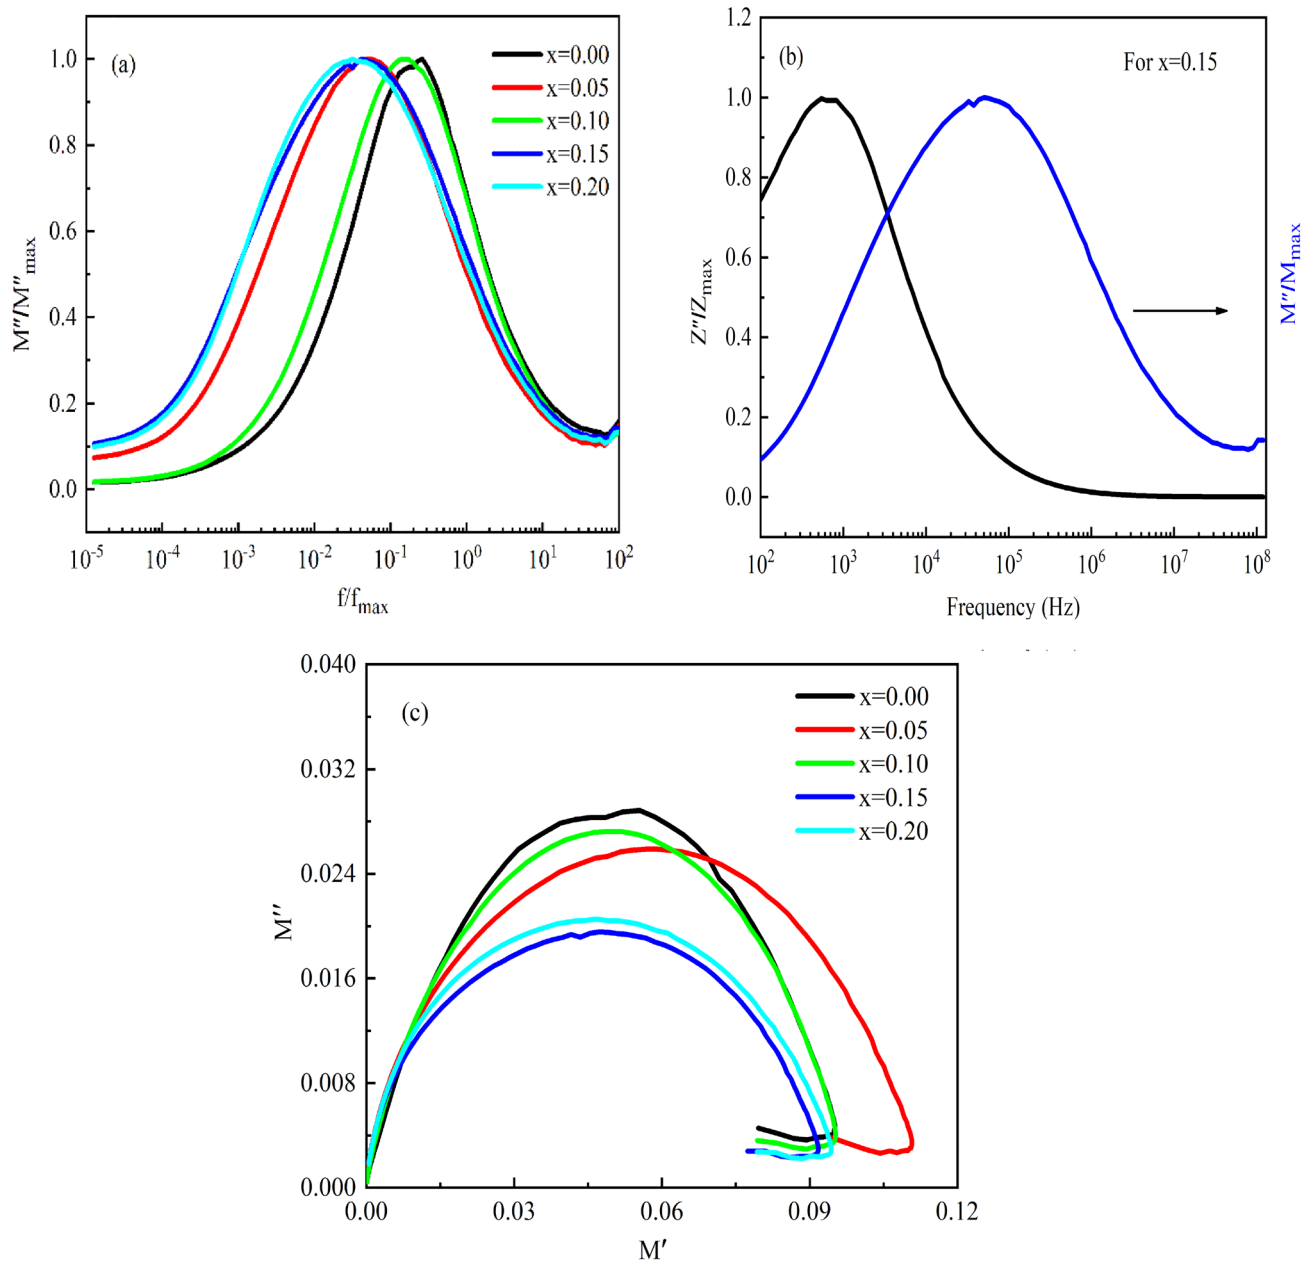 (a)
x=0.00
x=0.05
x=0.10
x=0.15
x=0.20
1.0
0.8
0.6
0.4
0.2
0.0
M″/M″max
10-5
10-4
10-3
10-2
10-1
100
101
102
f/fmax
(b)
For x=0.15
1.2
1.0
0.8
0.6
0.4
0.2
0.0
Z″/Zmax
M″/Mmax
102
103
104
105
106
107
108
Frequency (Hz)
(c)
x=0.00
x=0.05
x=0.10
x=0.15
x=0.20
0.040
0.032
0.024
0.016
0.008
0.000
M′′
0.00
0.03
0.06
0.09
0.12
M′